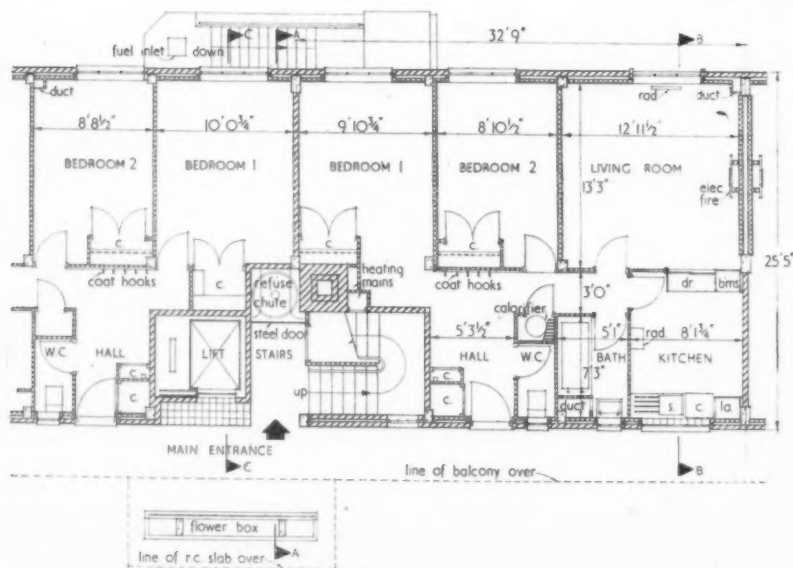 C
A
32'9"
B
fuel inlet
down
duct
rad
duct
8'8½"
10'0¾"
9'10¾"
8'10½"
12'11½"
BEDROOM 2
BEDROOM 1
BEDROOM 1
BEDROOM 2
LIVING ROOM
13'3"
elec
fire
25'5"
c.
c.
c.
c.
coat hooks
refuse
chute
heating
mains
coat hooks
calorifier
3'0"
dr
bms
steel door
W.C.
HALL
LIFT
STAIRS
5'3½"
HALL
W.C.
5'1"
BATH
7'3"
rad.
8'1¾"
KITCHEN
c.
c.
up
c.
c.
duct
s.
c.
la.
MAIN ENTRANCE
C
line of balcony over
B
flower box
A
line of r.c. slab over